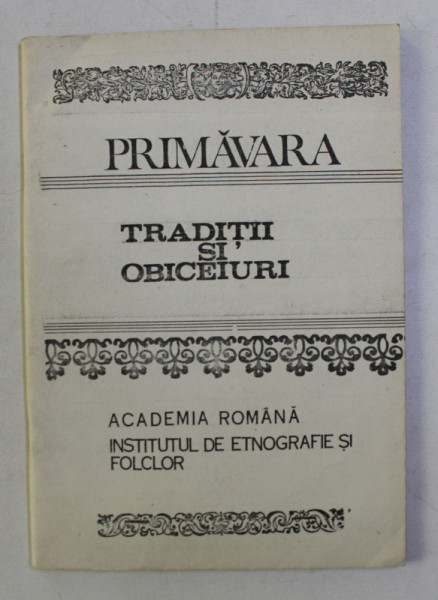 PRIMĂVARA
TRADIȚII
ȘI
OBICEIURI
ACADEMIA ROMÂNĂ
INSTITUTUL DE ETNOGRAFIE ȘI
FOLCLOR